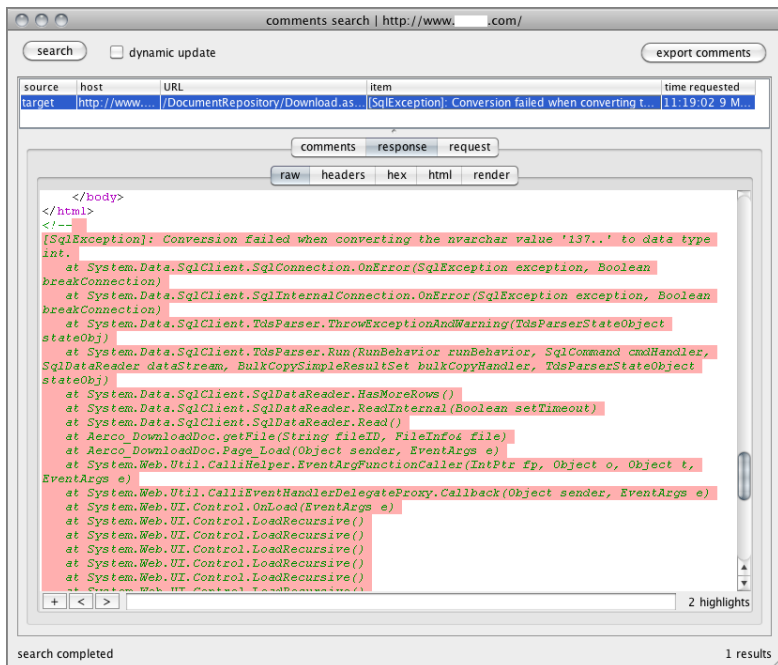 comments search | http://www. .com/
search dynamic update export comments
source host URL item time requested
target http://www.... /DocumentRepository/Download.as... [SqlException]: Conversion failed when converting t... 11:19:02 9 M...
comments response request
raw headers hex html render
</body>
</html>
<!--
[SqlException]: Conversion failed when converting the nvarchar value '137..' to data type
int.
at System.Data.SqlClient.SqlConnection.OnError(SqlException exception, Boolean
breakConnection)
at System.Data.SqlClient.SqlInternalConnection.OnError(SqlException exception, Boolean
breakConnection)
at System.Data.SqlClient.TdsParser.ThrowExceptionAndWarning(TdsParserStateObject
stateObj)
at System.Data.SqlClient.TdsParser.Run(RunBehavior runBehavior, SqlCommand cmdHandler,
SqlDataReader dataStream, BulkCopySimpleResultSet bulkCopyHandler, TdsParserStateObject
stateObj)
at System.Data.SqlClient.SqlDataReader.HasMoreRows()
at System.Data.SqlClient.SqlDataReader.ReadInternal(Boolean setTimeout)
at System.Data.SqlClient.SqlDataReader.Read()
at Aerco_DownloadDoc.getFile(String fileID, FileInfo& file)
at Aerco_DownloadDoc.Page_Load(Object sender, EventArgs e)
at System.Web.Util.CalliHelper.EventArgFunctionCaller(IntPtr fp, Object o, Object t,
EventArgs e)
at System.Web.Util.CalliEventHandlerDelegateProxy.Callback(Object sender, EventArgs e)
at System.Web.UI.Control.OnLoad(EventArgs e)
at System.Web.UI.Control.LoadRecursive()
at System.Web.UI.Control.LoadRecursive()
at System.Web.UI.Control.LoadRecursive()
at System.Web.UI.Control.LoadRecursive()
at System.Web.UI.Control.LoadRecursive()
at System.Web.UI.Control.LoadRecursive()
+ < > 2 highlights
search completed 1 results